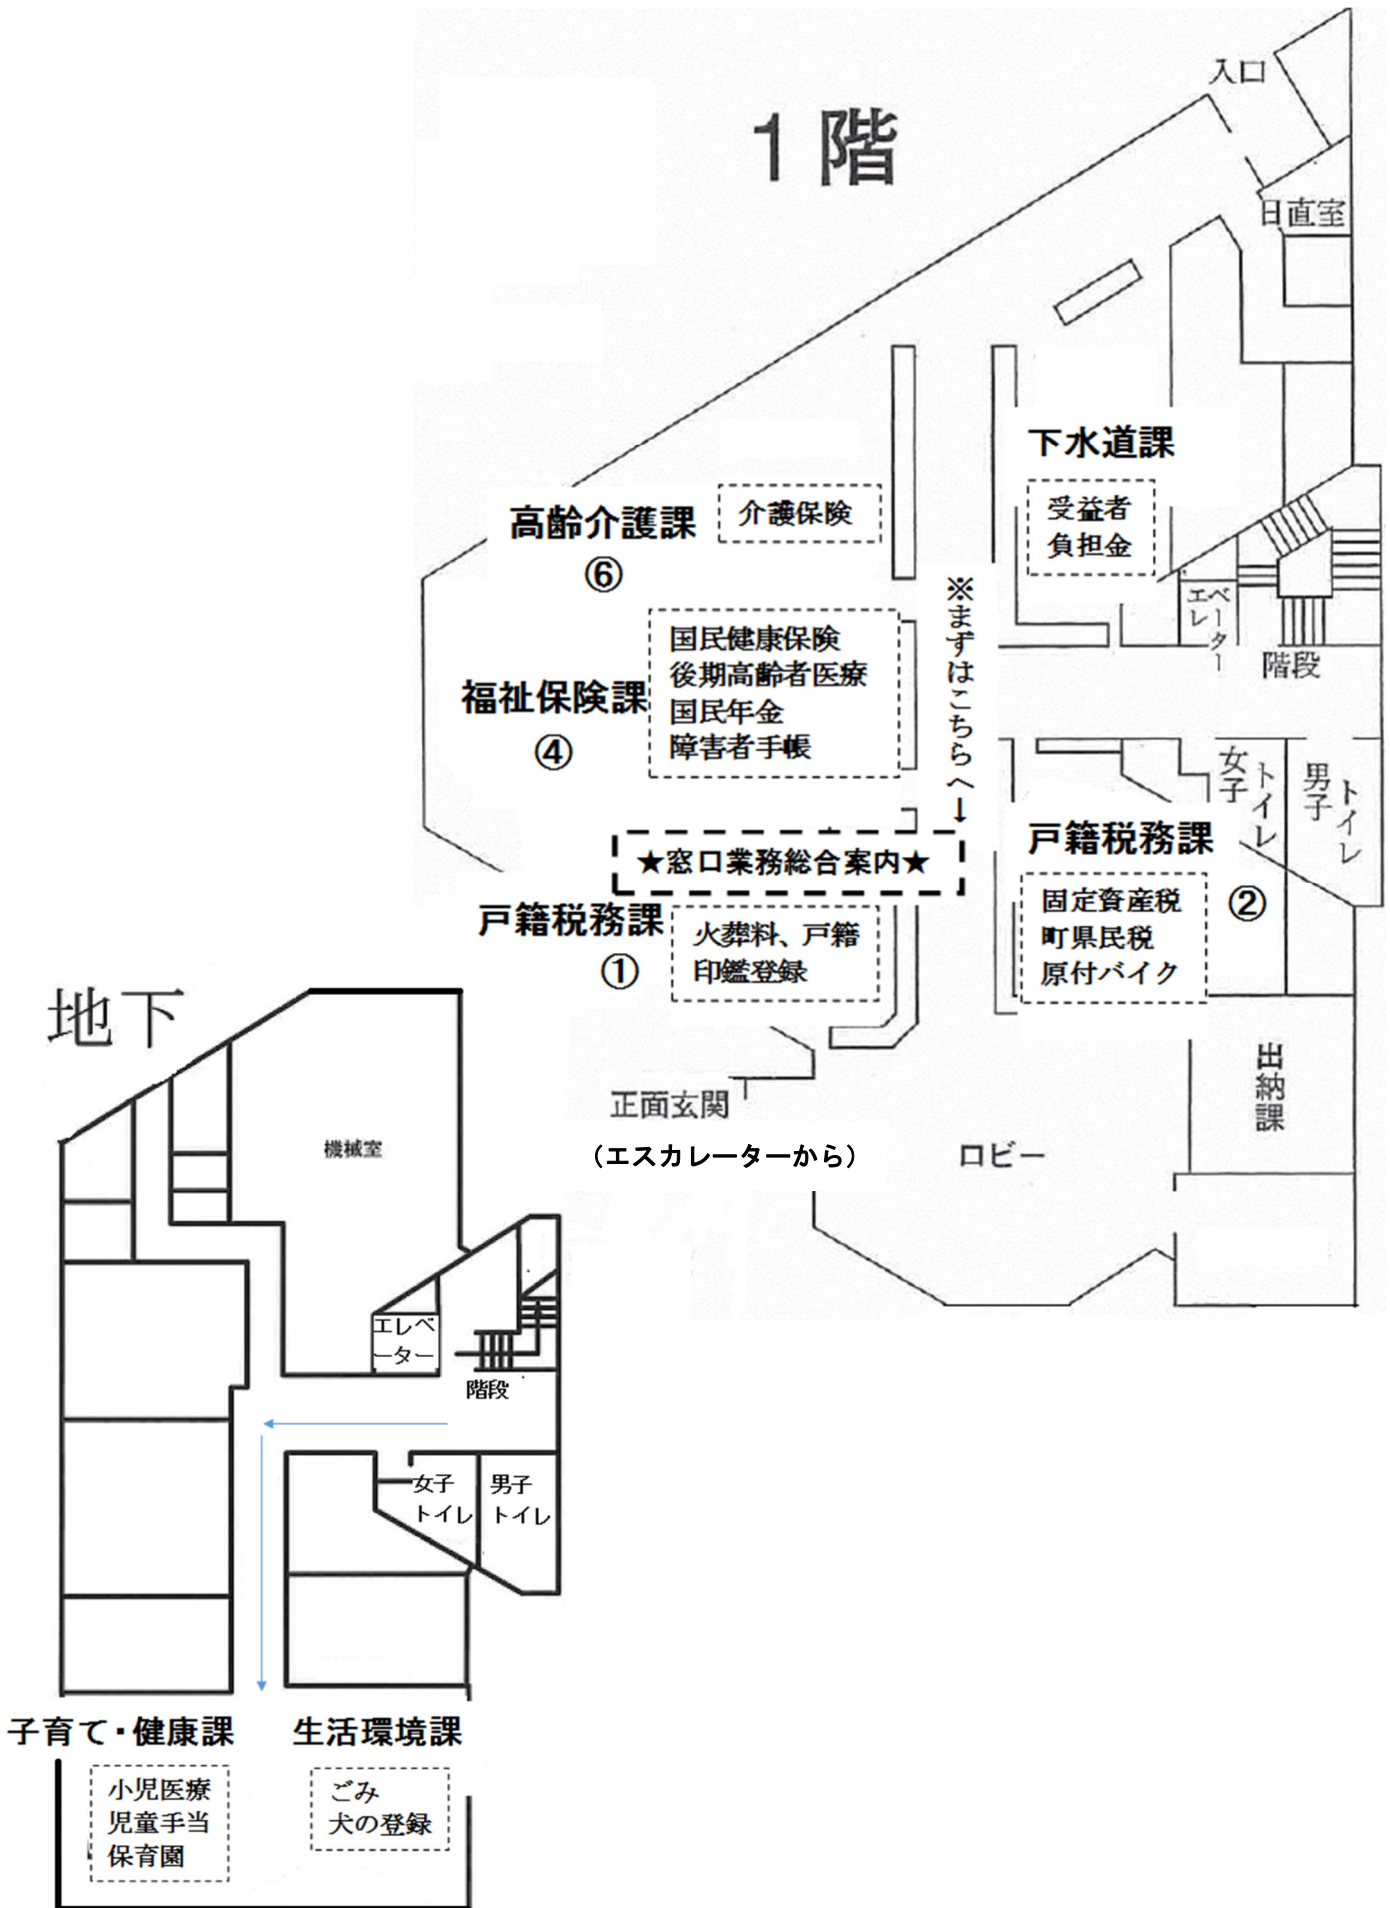 1階
入口
日直室
下水道課
受益者
負担金
高齢介護課
⑥
介護保険
※まずはこちらへ↓
エレベーター
階段
国民健康保険
後期高齢者医療
国民年金
障害者手帳
福祉保険課
④
女子トイレ
男子トイレ
★窓口業務総合案内★
戸籍税務課
②
固定資産税
町県民税
原付バイク
戸籍税務課
①
火葬料、戸籍
印鑑登録
正面玄関
(エスカレーターから)
ロビー
出納課
地下
機械室
エレベ
ーター
階段
女子
トイレ
男子
トイレ
子育て・健康課
小児医療
児童手当
保育園
生活環境課
ごみ
犬の登録